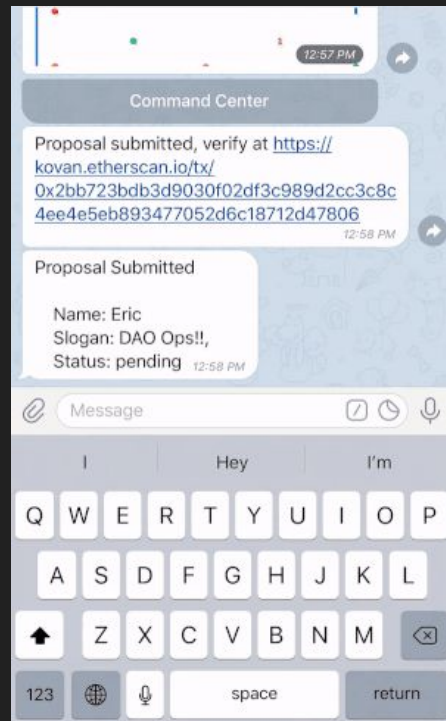 12:57 PM
Command Center
Proposal submitted, verify at https://
kovan.etherscan.io/tx/
0x2bb723bdb3d9030f02df3c989d2cc3c8c
4ee4e5eb893477052d6c18712d47806
12:58 PM
Proposal Submitted
Name: Eric
Slogan: DAO Ops!!,
Status: pending 12:58 PM
Message
I Hey I'm
Q W E R T Y U I O P
A S D F G H J K L
Z X C V B N M
123 space return